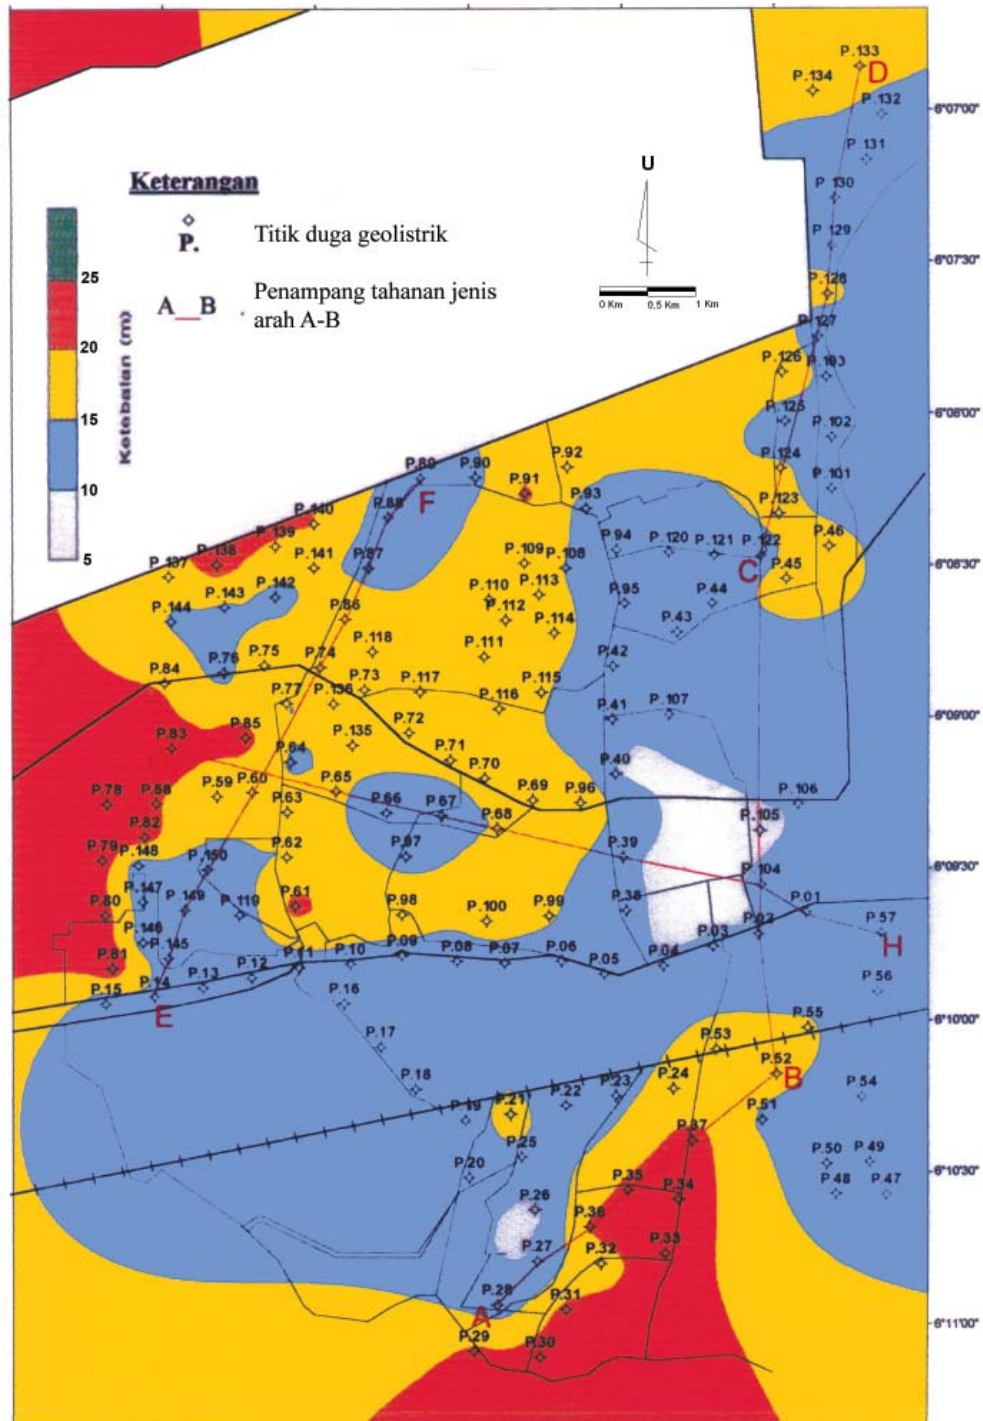 P.133
D
P.134
P.132
6°07'00"
P.131
Keterangan
U
P.130
P.
Titik duga geolistrik
P.129
6°07'30"
25
P.128
A__B
Penampang tahanan jenis
arah A-B
0 Km 0,5 Km 1 Km
20
P.127
Ketebalan (m)
P.126
P.103
15
P.125
6°08'00"
P.102
P.124
P.92
P.89
P.90
10
P.91
P.101
F
P.88
P.93
P.123
5
P.140
P.139
P.94
P.120
P.121
P.122
P.46
P.138
P.141
P.109
P.108
C
6°08'30"
P.137
P.87
P.45
P.142
P.110
P.113
P.143
P.95
P.44
P.144
P.86
P.112
P.114
P.43
P.118
P.111
P.42
P.84
P.76
P.75
P.74
P.73
P.117
P.115
P.77
P.136
P.116
P.41
P.107
6°09'00"
P.83
P.85
P.135
P.72
P.64
P.71
P.40
P.70
P.78
P.58
P.59
P.60
P.65
P.69
P.96
P.106
P.63
P.66
P.67
P.68
P.82
P.105
P.79
P.148
P.150
P.62
P.97
P.39
6°09'30"
P.104
P.147
P.149
P.119
P.61
P.98
P.100
P.99
P.38
P.01
P.80
P.57
P.146
P.02
P.145
P.03
H
P.81
P.12
P.11
P.10
P.09
P.08
P.07
P.06
P.05
P.04
P.15
P.14
P.13
P.16
P.56
E
6°10'00"
P.55
P.17
P.53
P.52
B
P.18
P.24
P.54
P.19
P.21
P.22
P.23
P.51
P.37
P.25
P.50
P.49
6°10'30"
P.20
P.35
P.34
P.48
P.47
P.26
P.36
P.33
P.27
P.32
P.28
A
P.31
6°11'00"
P.29
P.30